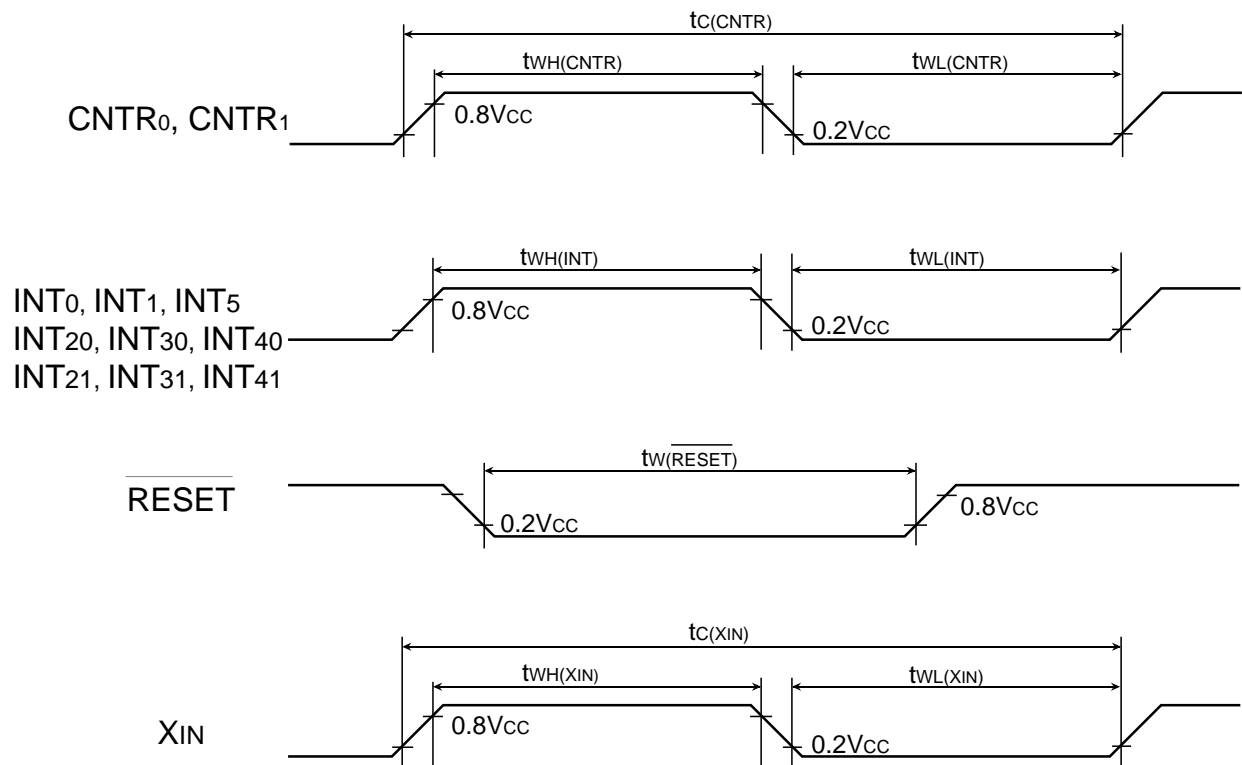 tC(CNTR)
tWH(CNTR)
tWL(CNTR)
CNTR0, CNTR1
0.8VCC
0.2VCC
tWH(INT)
tWL(INT)
INT0, INT1, INT5
INT20, INT30, INT40
INT21, INT31, INT41
0.8VCC
0.2VCC
tW(RESET)
RESET
0.2VCC
0.8VCC
tC(XIN)
tWH(XIN)
tWL(XIN)
XIN
0.8VCC
0.2VCC